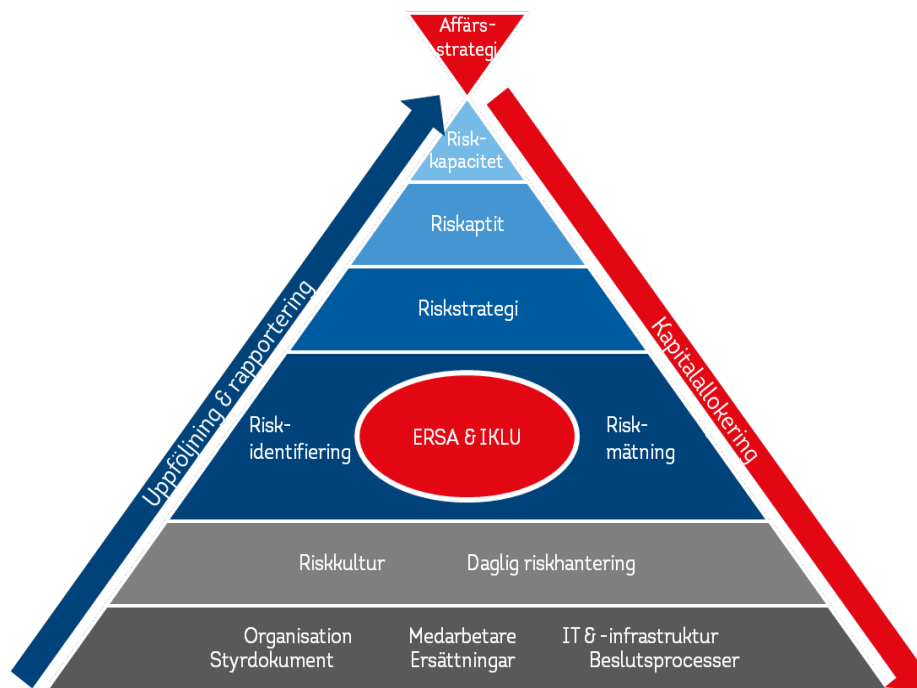 Affärs-
strategi
Risk-
kapacitet
Riskaptit
Riskstrategi
Uppföljning & rapportering
Kapitalallokering
Risk-
identifiering
ERSA & IKLU
Risk-
mätning
Riskkultur
Daglig riskhantering
Organisation
Styrdokument
Medarbetare
Ersättningar
IT & -infrastruktur
Beslutsprocesser